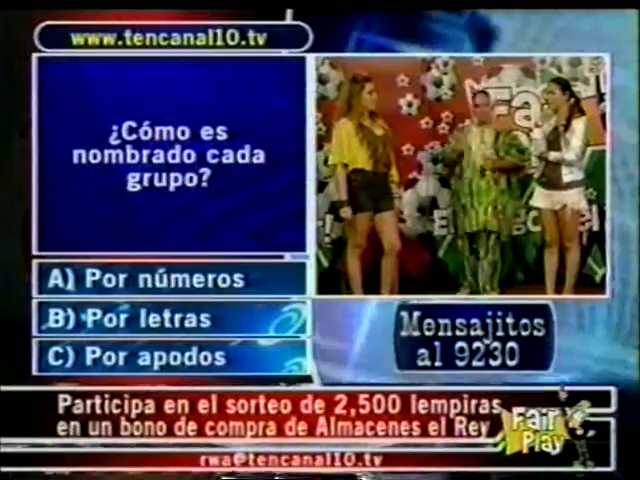 www.tencanal10.tv
¿Cómo es
nombrado cada
grupo?
A) Por números
B) Por letras
C) Por apodos
Mensajitos
al 9230
Participa en el sorteo de 2,500 lempiras
en un bono de compra de Almacenes el Rey
Fair
Play
rwa@tencanal10.tv